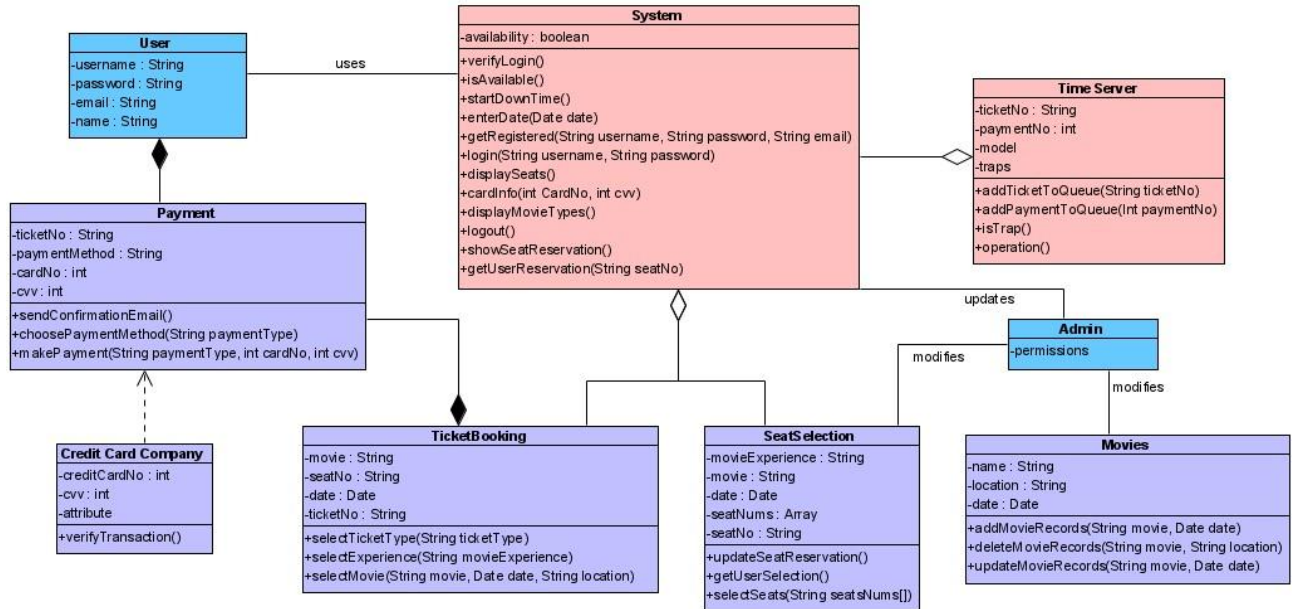 System
-availability : boolean
+verifyLogin()
+isAvailable()
+startDownTime()
+enterDate(Date date)
+getRegistered(String username, String password, String email)
+login(String username, String password)
+displaySeats()
+cardInfo(int CardNo, int cvv)
+displayMovieTypes()
+logout()
+showSeatReservation()
+getUserReservation(String seatNo)
User
-username : String
-password : String
-email : String
-name : String
uses
Time Server
-ticketNo : String
-paymentNo : int
-model
-traps
+addTicketToQueue(String ticketNo)
+addPaymentToQueue(Int paymentNo)
+isTrap()
+operation()
Payment
-ticketNo : String
-paymentMethod : String
-cardNo : int
-cvv : int
+sendConfirmationEmail()
+choosePaymentMethod(String paymentType)
+makePayment(String paymentType, int cardNo, int cvv)
updates
Admin
-permissions
modifies
modifies
Credit Card Company
-creditCardNo : int
-cvv : int
-attribute
+verifyTransaction()
TicketBooking
-movie : String
-seatNo : String
-date : Date
-ticketNo : String
+selectTicketType(String ticketType)
+selectExperience(String movieExperience)
+selectMovie(String movie, Date date, String location)
SeatSelection
-movieExperience : String
-movie : String
-date : Date
-seatNums : Array
-seatNo : String
+updateSeatReservation()
+getUserSelection()
+selectSeats(String seatsNums[])
Movies
-name : String
-location : String
-date : Date
+addMovieRecords(String movie, Date date)
+deleteMovieRecords(String movie, String location)
+updateMovieRecords(String movie, Date date)